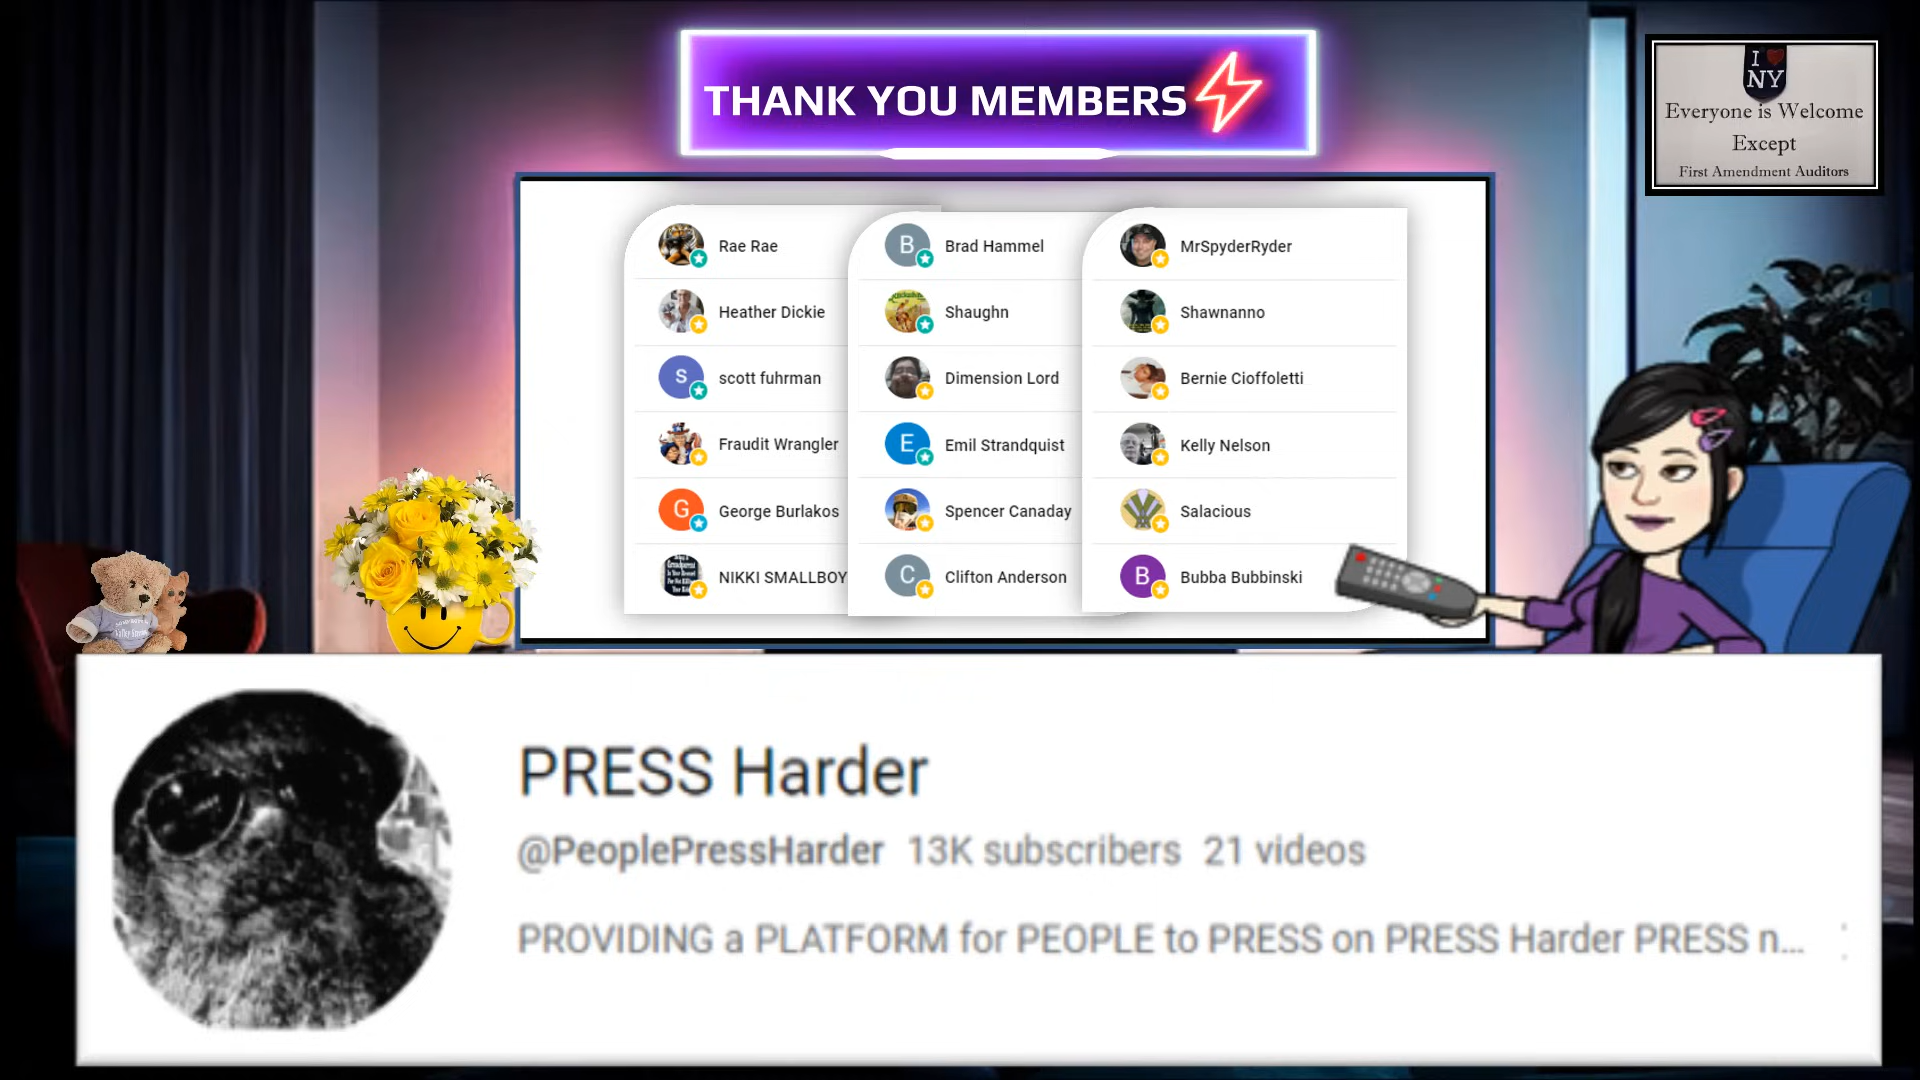 THANK YOU MEMBERS
I
NY
Everyone is Welcome
Except
First Amendment Auditors
Rae Rae
Heather Dickie
S scott fuhrman
Fraudit Wrangler
G George Burlakos
NIKKI SMALLBOY
B Brad Hammel
Shaughn
Dimension Lord
E Emil Strandquist
Spencer Canaday
C Clifton Anderson
MrSpyderRyder
Shawnanno
Bernie Cioffoletti
Kelly Nelson
Salacious
B Bubba Bubbinski
PRESS Harder
@PeoplePressHarder 13K subscribers 21 videos
PROVIDING a PLATFORM for PEOPLE to PRESS on PRESS Harder PRESS n...